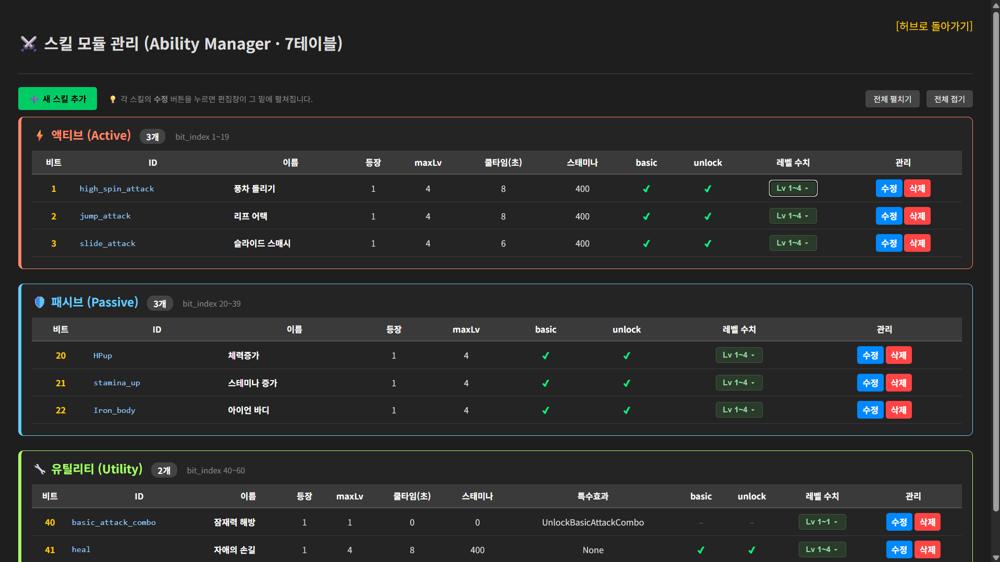 [허브로 돌아가기]
스킬 모듈 관리 (Ability Manager · 7테이블)
새 스킬 추가 각 스킬의 수정 버튼을 누르면 편집창이 그 밑에 펼쳐집니다. 전체 펼치기 전체 접기
액티브 (Active) 3개 bit_index 1~19
비트 ID 이름 등장 maxLv 쿨타임(초) 스태미나 basic unlock 레벨 수치 관리
1 high_spin_attack 풍차 돌리기 1 4 8 400 ✔ ✔ Lv 1~4 수정 삭제
2 jump_attack 리프 어택 1 4 8 400 ✔ ✔ Lv 1~4 수정 삭제
3 slide_attack 슬라이드 스매시 1 4 6 400 ✔ ✔ Lv 1~4 수정 삭제
패시브 (Passive) 3개 bit_index 20~39
비트 ID 이름 등장 maxLv basic unlock 레벨 수치 관리
20 HPup 체력증가 1 4 ✔ ✔ Lv 1~4 수정 삭제
21 stamina_up 스테미나 증가 1 4 ✔ ✔ Lv 1~4 수정 삭제
22 Iron_body 아이언 바디 1 4 ✔ ✔ Lv 1~4 수정 삭제
유틸리티 (Utility) 2개 bit_index 40~60
비트 ID 이름 등장 maxLv 쿨타임(초) 스태미나 특수효과 basic unlock 레벨 수치 관리
40 basic_attack_combo 잠재력 해방 1 1 0 0 UnlockBasicAttackCombo – – Lv 1~1 수정 삭제
41 heal 자애의 손길 1 4 8 400 None ✔ ✔ Lv 1~4 수정 삭제